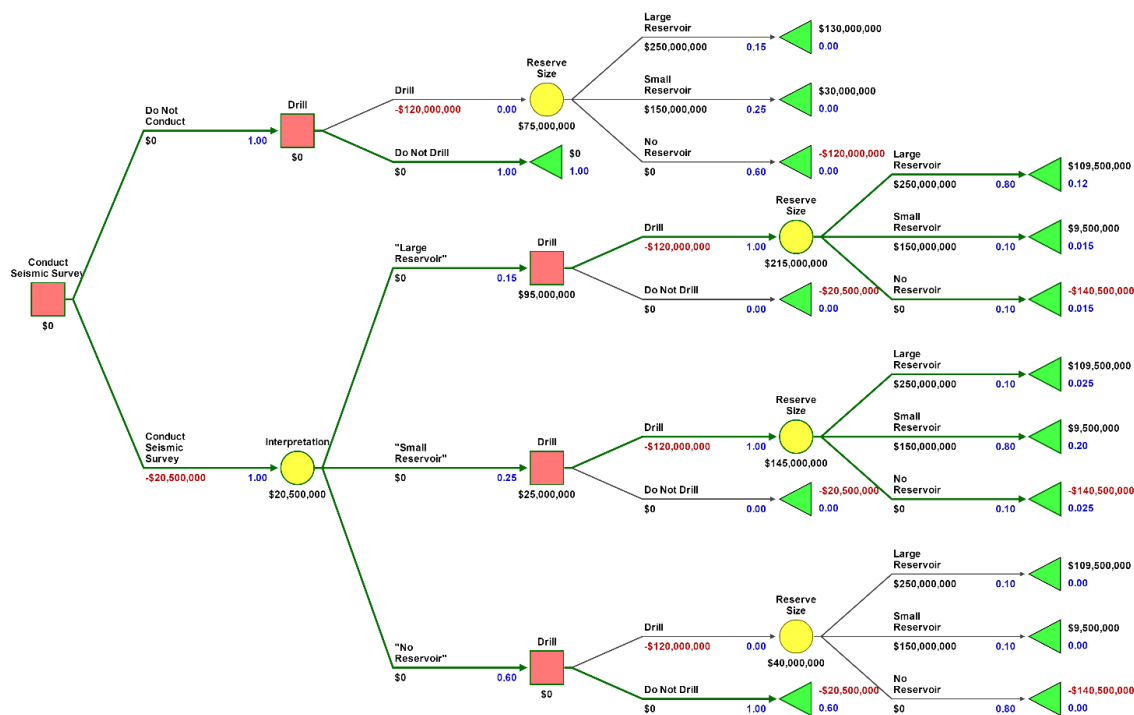 Large
Reservoir
$250,000,000 0.15
$130,000,000
0.00
Reserve
Size
$75,000,000
Small
Reservoir
$150,000,000 0.25
$30,000,000
0.00
Drill
-$120,000,000 0.00
Do Not
Conduct
$0 1.00
Drill
$0
No
Reservoir
$0 0.60
-$120,000,000
0.00
Do Not Drill
$0 1.00
$0
1.00
Large
Reservoir
$250,000,000 0.80
$109,500,000
0.12
Reserve
Size
$215,000,000
Drill
-$120,000,000 1.00
Small
Reservoir
$150,000,000 0.10
$9,500,000
0.015
"Large
Reservoir"
$0 0.15
Drill
$95,000,000
Conduct
Seismic Survey
$0
Do Not Drill
$0 0.00
-$20,500,000
0.00
No
Reservoir
$0 0.10
-$140,500,000
0.015
Large
Reservoir
$250,000,000 0.10
$109,500,000
0.025
Reserve
Size
$145,000,000
Drill
-$120,000,000 1.00
Small
Reservoir
$150,000,000 0.80
$9,500,000
0.20
Conduct
Seismic
Survey
-$20,500,000 1.00
Interpretation
$20,500,000
"Small
Reservoir"
$0 0.25
Drill
$25,000,000
Do Not Drill
$0 0.00
-$20,500,000
0.00
No
Reservoir
$0 0.10
-$140,500,000
0.025
Large
Reservoir
$250,000,000 0.10
$109,500,000
0.00
Reserve
Size
$40,000,000
Drill
-$120,000,000 0.00
Small
Reservoir
$150,000,000 0.10
$9,500,000
0.00
"No
Reservoir"
$0 0.60
Drill
$0
Do Not Drill
$0 1.00
-$20,500,000
0.60
No
Reservoir
$0 0.80
-$140,500,000
0.00